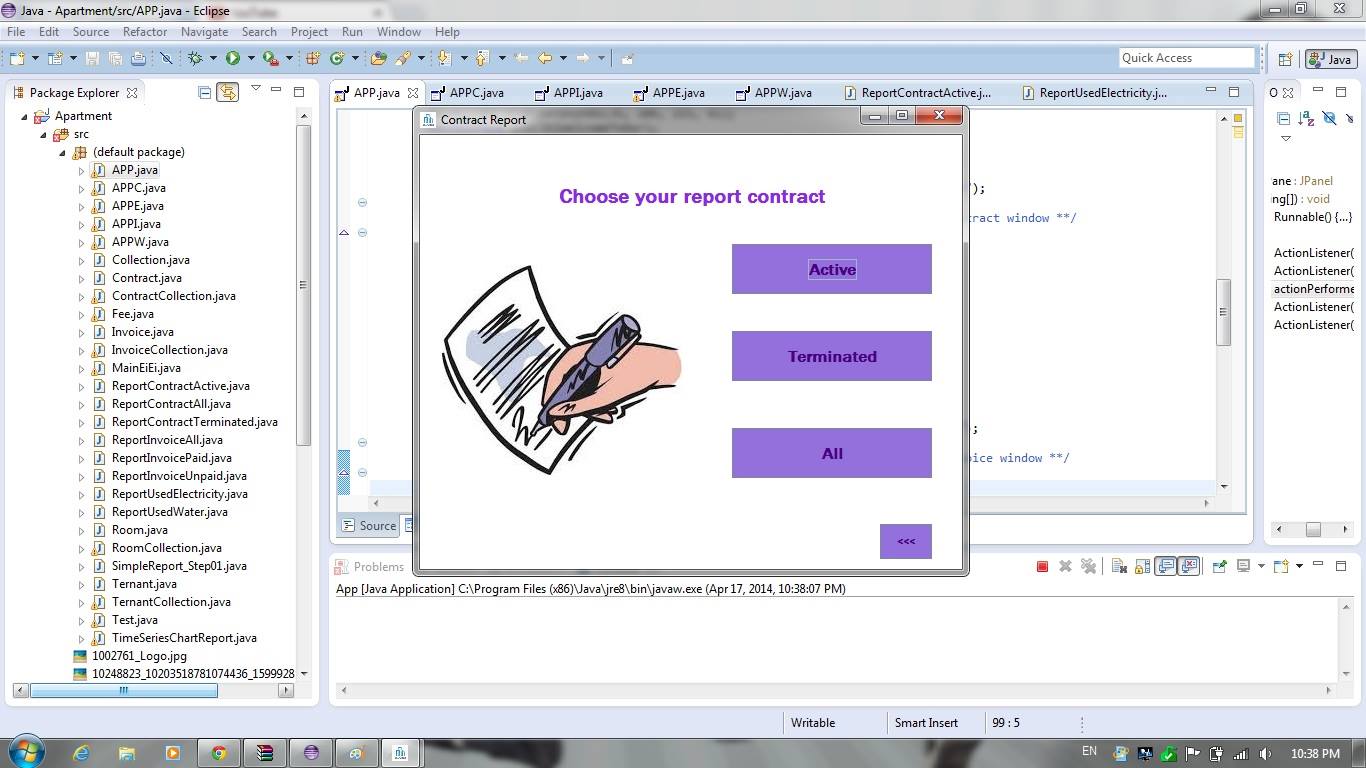 Java - Apartment/src/APP.java - Eclipse
File Edit Source Refactor Navigate Search Project Run Window Help
Quick Access
Java
Package Explorer
APP.java
APPC.java
APPI.java
APPE.java
APPW.java
ReportContractActive.j...
ReportUsedElectricity.j...
O
Apartment
src
(default package)
APP.java
APPC.java
APPE.java
APPI.java
APPW.java
Collection.java
Contract.java
ContractCollection.java
Fee.java
Invoice.java
InvoiceCollection.java
MainEiEi.java
ReportContractActive.java
ReportContractAll.java
ReportContractTerminated.java
ReportInvoiceAll.java
ReportInvoicePaid.java
ReportInvoiceUnpaid.java
ReportUsedElectricity.java
ReportUsedWater.java
Room.java
RoomCollection.java
SimpleReport_Step01.java
Ternant.java
TernantCollection.java
Test.java
TimeSeriesChartReport.java
1002761_Logo.jpg
10248823_10203518781074436_1599928
Contract Report
Choose your report contract
Active
Terminated
All
<<<
");
ract window **/
);
oice window **/
ane : JPanel
ng[]) : void
Runnable() {...}
ActionListener(
ActionListener(
actionPerforme
ActionListener(
ActionListener(
Source
Problems
App [Java Application] C:\Program Files (x86)\Java\jre8\bin\javaw.exe (Apr 17, 2014, 10:38:07 PM)
Writable
Smart Insert
99 : 5
EN
10:38 PM